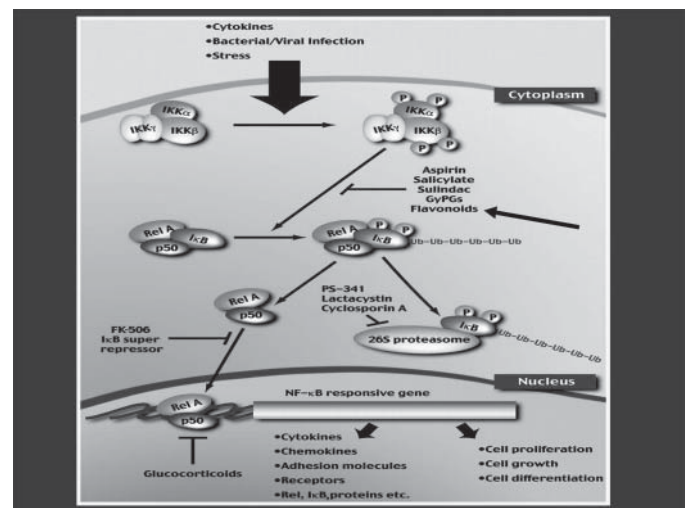 •Cytokines
•Bacterial/Viral Infection
•Stress
Cytoplasm
P
P
IKKα
IKKγ
IKKβ
IKKα
IKKγ
IKKβ
P
P
Aspirin
Salicylate
Sulindac
GyPGs
Flavonoids
Rel A
IκB
p50
P
P
Rel A
IκB
p50
Ub–Ub–Ub–Ub–Ub–Ub
Rel A
p50
PS–341
Lactacystin
Cyclosporin A
P
P
IκB
26S proteasome
Ub–Ub–Ub–Ub–Ub–Ub
FK-506
IκB super
repressor
Nucleus
NF–κB responsive gene
Rel A
p50
Glucocorticoids
•Cytokines
•Chemokines
•Adhesion molecules
•Receptors
•Rel, IκB,proteins etc.
•Cell proliferation
•Cell growth
•Cell differentiation